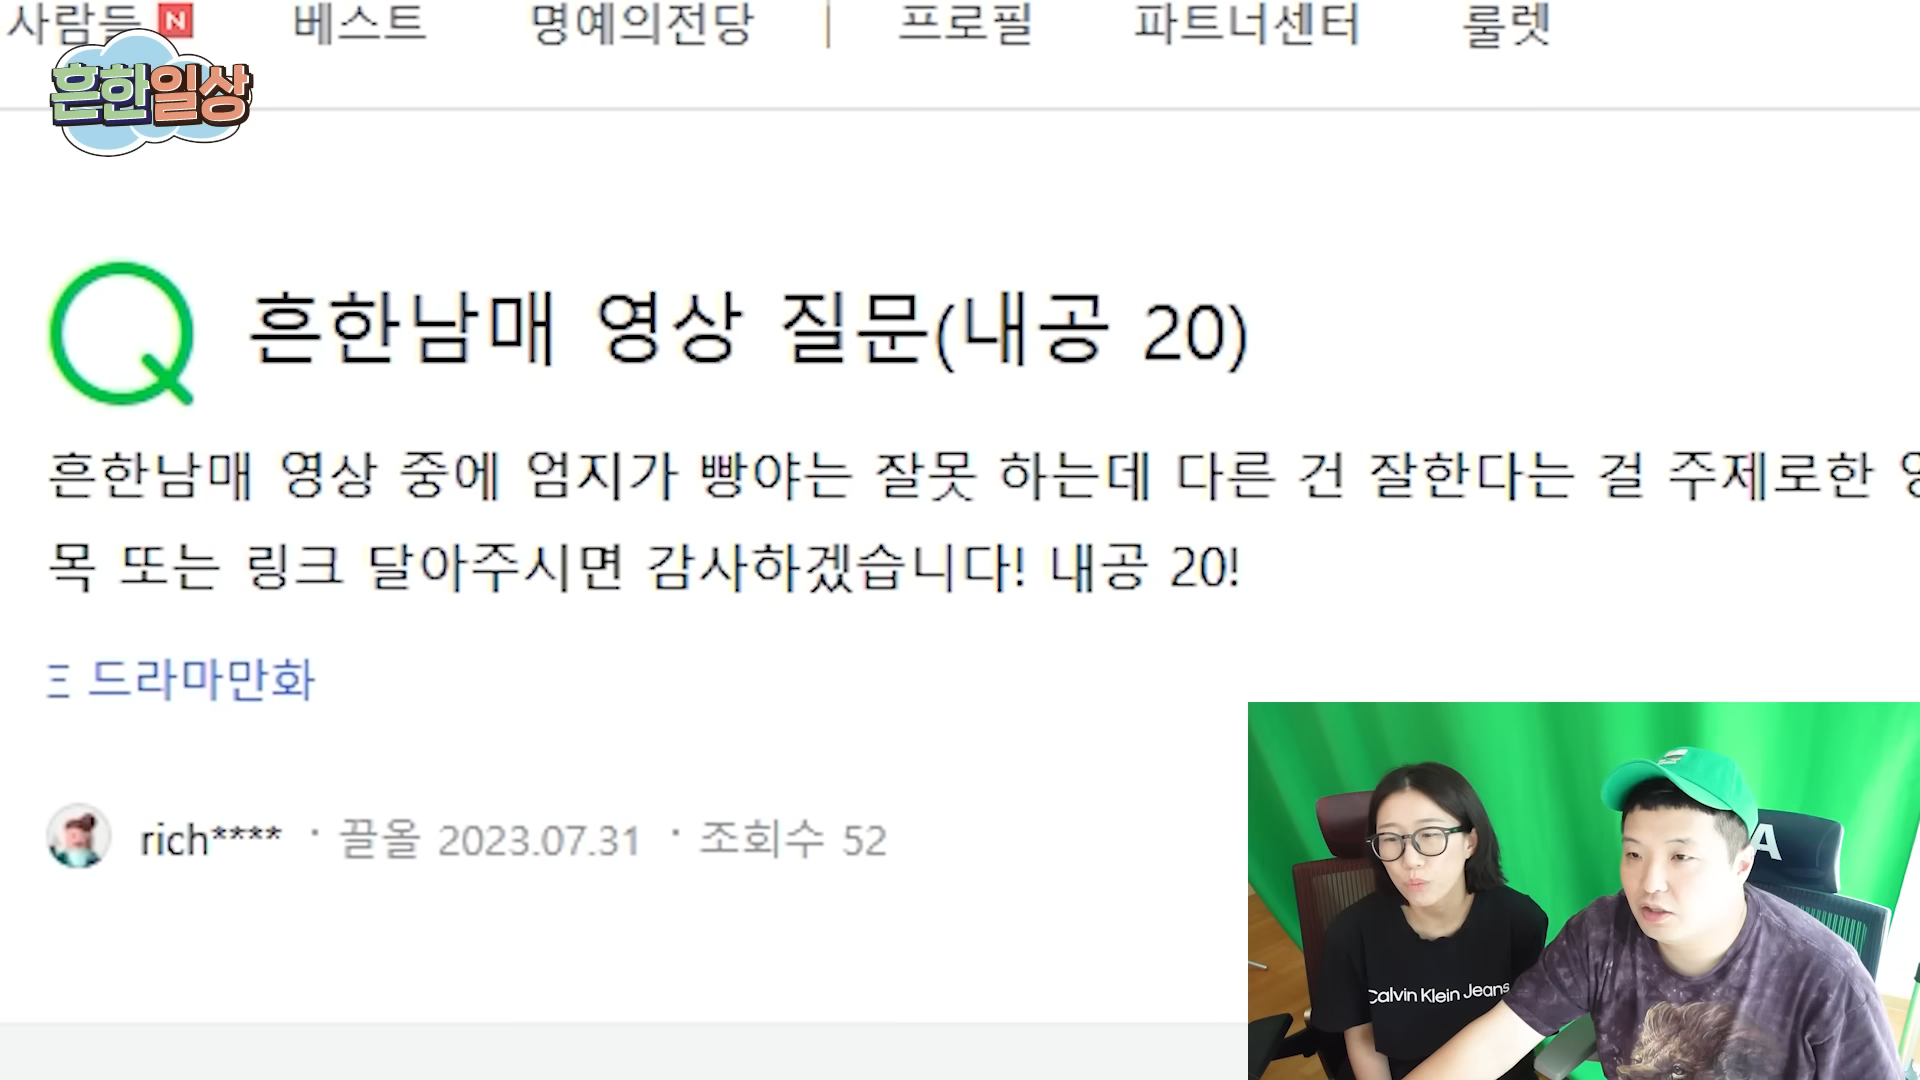 사람들 N 베스트 명예의전당 | 프로필 파트너센터 룰렛
흔한일상
Q 흔한남매 영상 질문(내공 20)
흔한남매 영상 중에 엄지가 빵야는 잘못 하는데 다른 건 잘한다는 걸 주제로한
목 또는 링크 달아주시면 감사하겠습니다! 내공 20!
드라마만화
rich**** · 끌올 2023.07.31 · 조회수 52
A
Calvin Klein Jeans